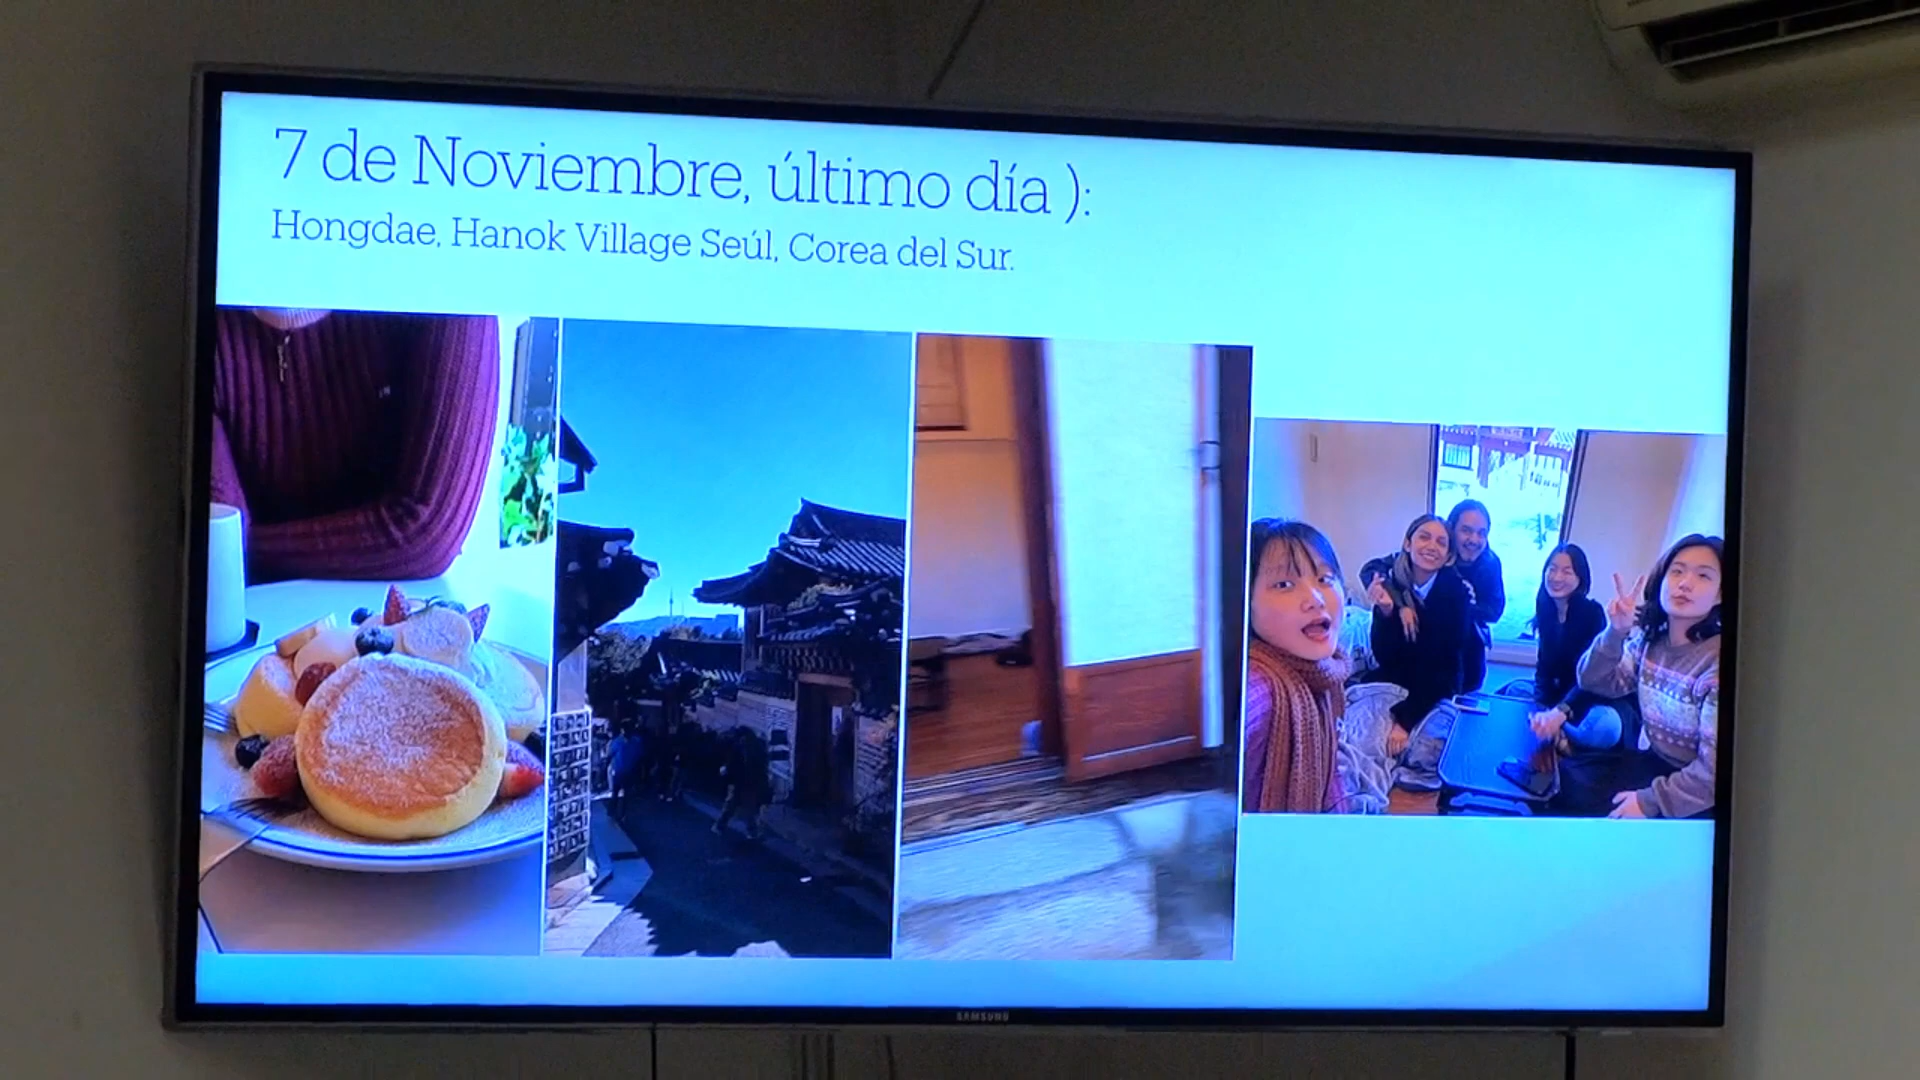 7 de Noviembre, último día ):
Hongdae, Hanok Village Seúl, Corea del Sur.
SAMSUNG